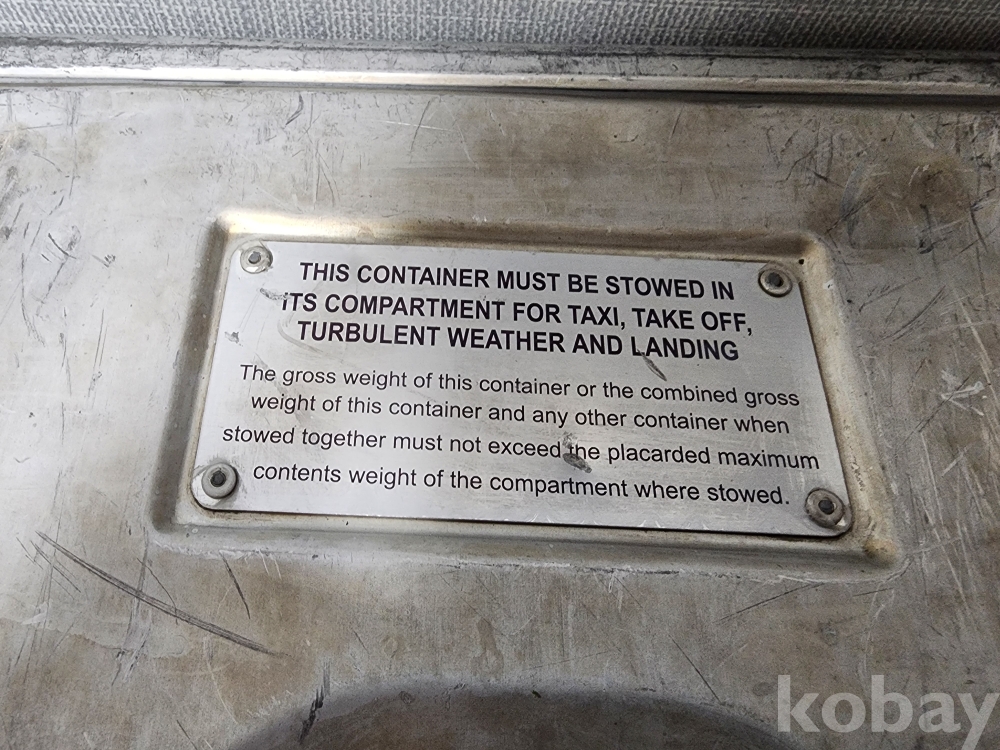 THIS CONTAINER MUST BE STOWED IN
ITS COMPARTMENT FOR TAXI, TAKE OFF,
TURBULENT WEATHER AND LANDING
The gross weight of this container or the combined gross
weight of this container and any other container when
stowed together must not exceed the placarded maximum
contents weight of the compartment where stowed.
kobay